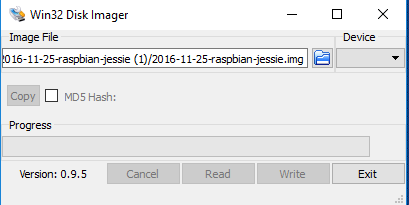 Win32 Disk Imager
Image File Device
2016-11-25-raspbian-jessie (1)/2016-11-25-raspbian-jessie.img
Copy MD5 Hash:
Progress
Version: 0.9.5 Cancel Read Write Exit